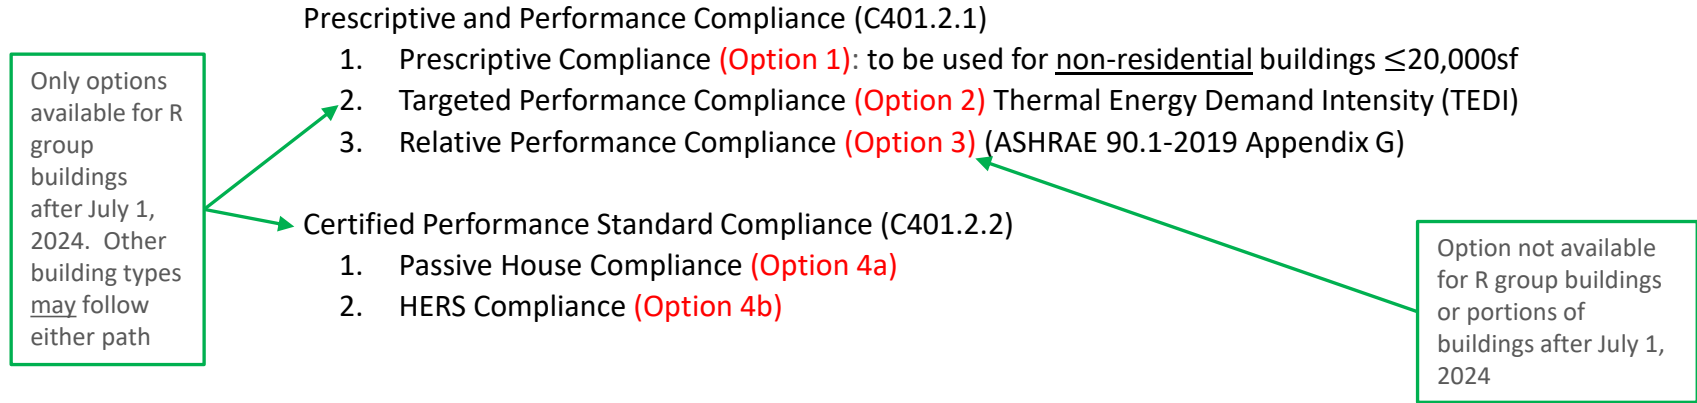 Prescriptive and Performance Compliance (C401.2.1)
1. Prescriptive Compliance (Option 1): to be used for non-residential buildings ≤20,000sf
2. Targeted Performance Compliance (Option 2) Thermal Energy Demand Intensity (TEDI)
3. Relative Performance Compliance (Option 3) (ASHRAE 90.1-2019 Appendix G)
Certified Performance Standard Compliance (C401.2.2)
1. Passive House Compliance (Option 4a)
2. HERS Compliance (Option 4b)
Only options
available for R
group
buildings
after July 1,
2024. Other
building types
may follow
either path
Option not available
for R group buildings
or portions of
buildings after July 1,
2024